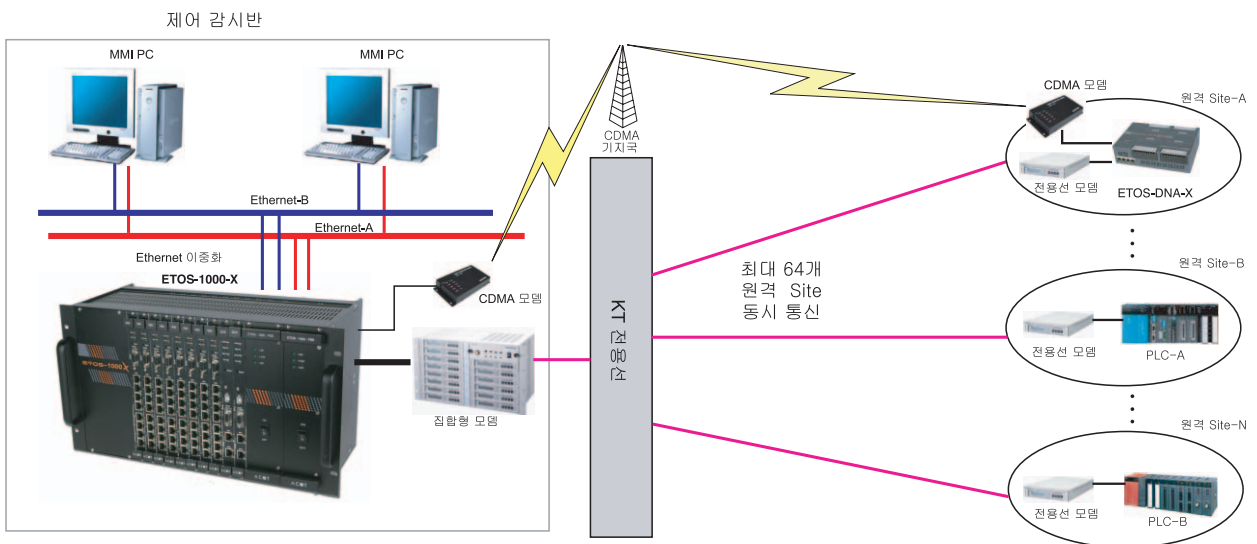 제어 감시반
MMI PC
MMI PC
Ethernet-B
Ethernet-A
Ethernet 이중화
ETOS-1000-X
ETOS-1000X
CDMA 모뎀
집합형 모뎀
CDMA
기지국
KT 전용선
최대 64개
원격 Site
동시 통신
CDMA 모뎀
원격 Site-A
전용선 모뎀
ETOS-DNA-X
원격 Site-B
전용선 모뎀
PLC-A
원격 Site-N
전용선 모뎀
PLC-B